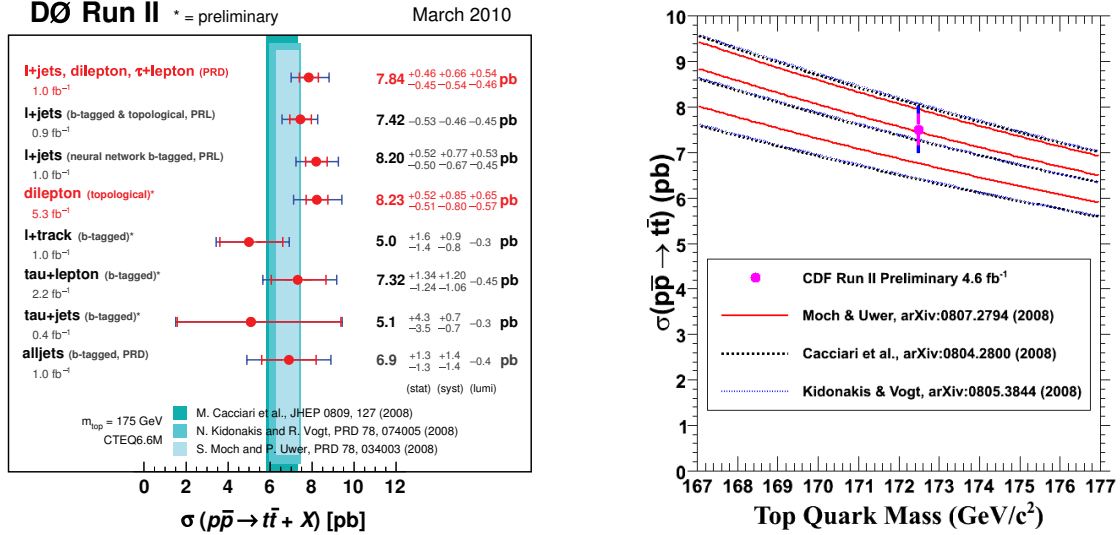 DØ Run II * = preliminary March 2010
l+jets, dilepton, τ+lepton (PRD) 7.84 +0.46 +0.66 +0.54 −0.45 −0.54 −0.46 pb
1.0 fb⁻¹
l+jets (b-tagged & topological, PRL) 7.42 −0.53 −0.46 −0.45 pb
0.9 fb⁻¹
l+jets (neural network b-tagged, PRL) 8.20 +0.52 +0.77 +0.53 −0.50 −0.67 −0.45 pb
1.0 fb⁻¹
dilepton (topological)* 8.23 +0.52 +0.85 +0.65 −0.51 −0.80 −0.57 pb
5.3 fb⁻¹
l+track (b-tagged)* 5.0 +1.6 +0.9 −1.4 −0.8 −0.3 pb
1.0 fb⁻¹
tau+lepton (b-tagged)* 7.32 +1.34 +1.20 −1.24 −1.06 −0.45 pb
2.2 fb⁻¹
tau+jets (b-tagged)* 5.1 +4.3 +0.7 −3.5 −0.7 −0.3 pb
0.4 fb⁻¹
alljets (b-tagged, PRD) 6.9 +1.3 +1.4 −1.3 −1.4 −0.4 pb
1.0 fb⁻¹
(stat) (syst) (lumi)
m_top = 175 GeV
CTEQ6.6M
M. Cacciari et al., JHEP 0809, 127 (2008)
N. Kidonakis and R. Vogt, PRD 78, 074005 (2008)
S. Moch and P. Uwer, PRD 78, 034003 (2008)
0 2 4 6 8 10 12
σ (pp̅ → tt̅ + X) [pb]
σ(pp̅ → tt̅) (pb)
10
9
8
7
6
5
4
3
2
1
0
CDF Run II Preliminary 4.6 fb⁻¹
Moch & Uwer, arXiv:0807.2794 (2008)
Cacciari et al., arXiv:0804.2800 (2008)
Kidonakis & Vogt, arXiv:0805.3844 (2008)
167 168 169 170 171 172 173 174 175 176 177
Top Quark Mass (GeV/c²)